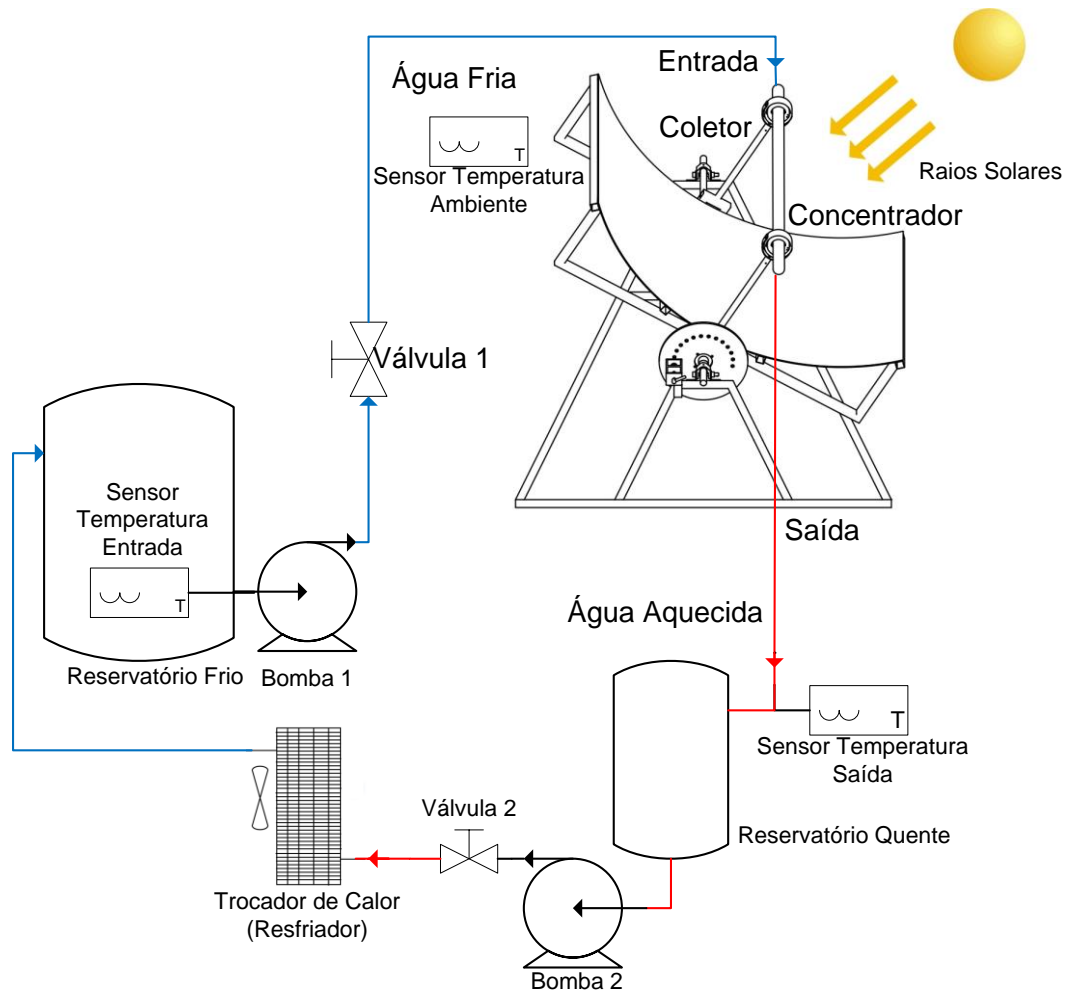 Entrada
Água Fria
Coletor
T
Sensor Temperatura
Ambiente
Raios Solares
Concentrador
Válvula 1
Sensor
Temperatura
Entrada
T
Saída
Água Aquecida
Reservatório Frio
Bomba 1
T
Sensor Temperatura
Saída
Válvula 2
Reservatório Quente
Trocador de Calor
(Resfriador)
Bomba 2